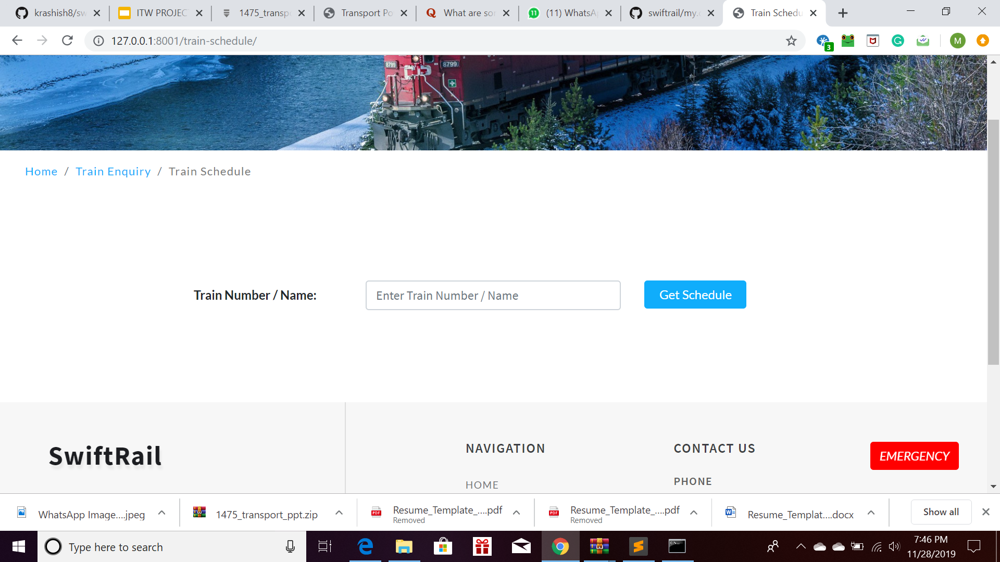 krashish8/sw
ITW PROJEC
1475_transp
Transport Po
What are so
(11) WhatsA
swiftrail/my.
Train Schedu
127.0.0.1:8001/train-schedule/
3
M
8799
8799
Home / Train Enquiry / Train Schedule
Train Number / Name:
Enter Train Number / Name
Get Schedule
SwiftRail
NAVIGATION
CONTACT US
EMERGENCY
HOME
PHONE
WhatsApp Image....jpeg
1475_transport_ppt.zip
Resume_Template_....pdf
Removed
Resume_Template_....pdf
Removed
Resume_Templat....docx
Show all
Type here to search
7:46 PM
11/28/2019